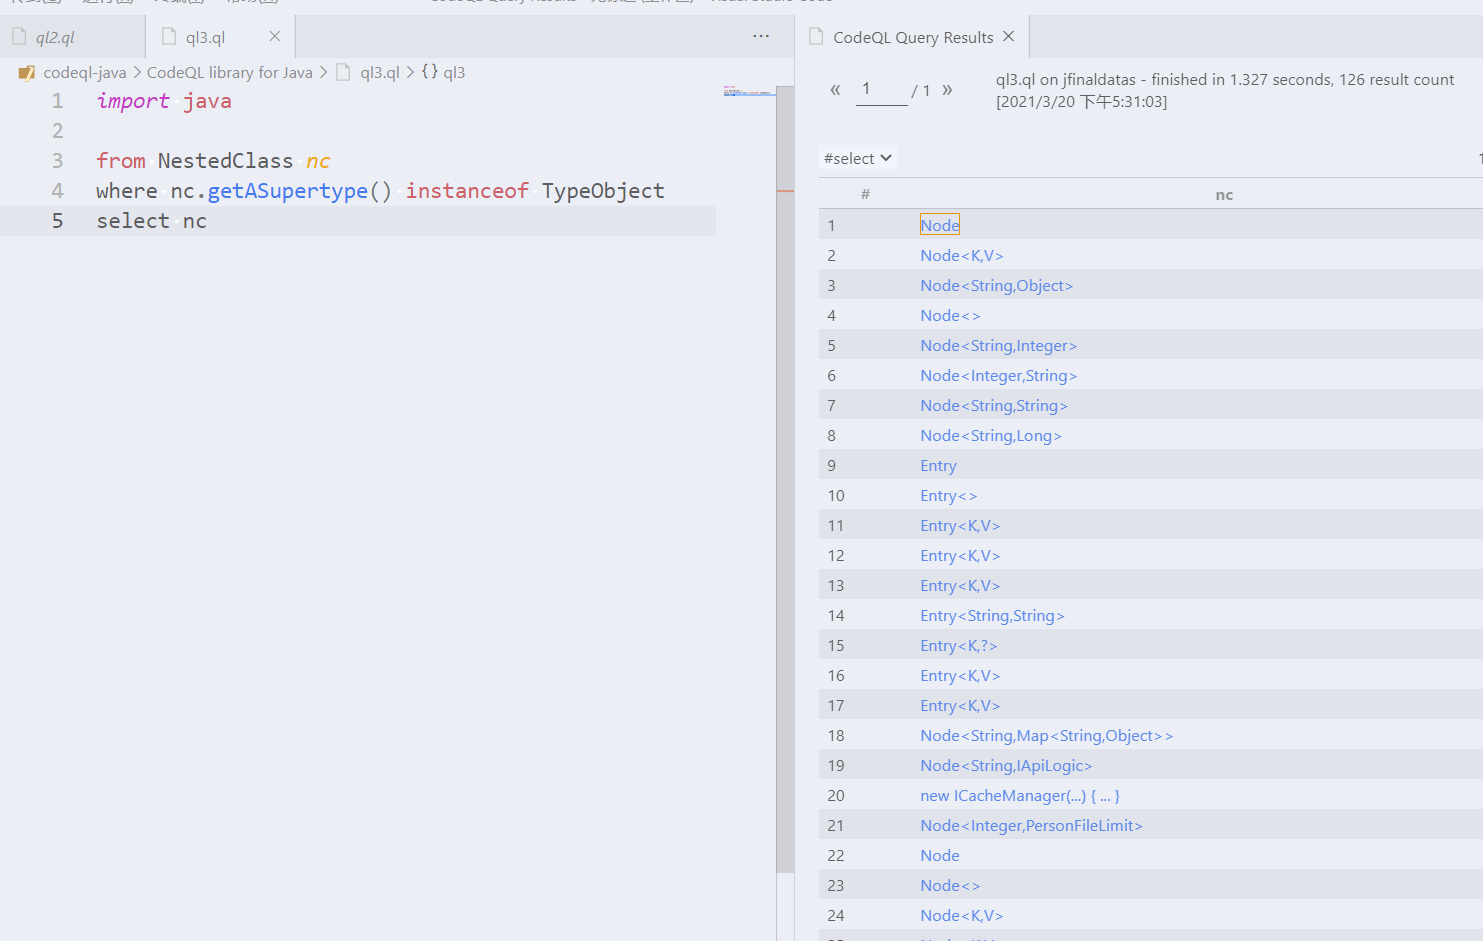 ql2.ql
ql3.ql
codeql-java > CodeQL library for Java > ql3.ql > {} ql3
1 import java
2
3 from NestedClass nc
4 where nc.getASupertype() instanceof TypeObject
5 select nc
CodeQL Query Results
« 1 / 1 »
ql3.ql on jfinaldatas - finished in 1.327 seconds, 126 result count
[2021/3/20 下午5:31:03]
#select
# nc
1 Node
2 Node<K,V>
3 Node<String,Object>
4 Node<>
5 Node<String,Integer>
6 Node<Integer,String>
7 Node<String,String>
8 Node<String,Long>
9 Entry
10 Entry<>
11 Entry<K,V>
12 Entry<K,V>
13 Entry<K,V>
14 Entry<String,String>
15 Entry<K,?>
16 Entry<K,V>
17 Entry<K,V>
18 Node<String,Map<String,Object>>
19 Node<String,IApiLogic>
20 new ICacheManager(...) { ... }
21 Node<Integer,PersonFileLimit>
22 Node
23 Node<>
24 Node<K,V>